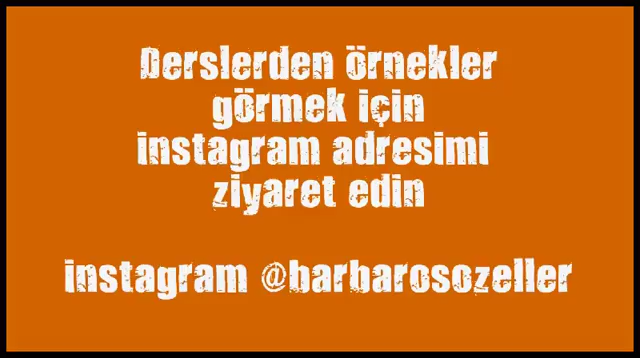 Derslerden örnekler
görmek için
instagram adresimi
ziyaret edin
instagram @barbarosozeller